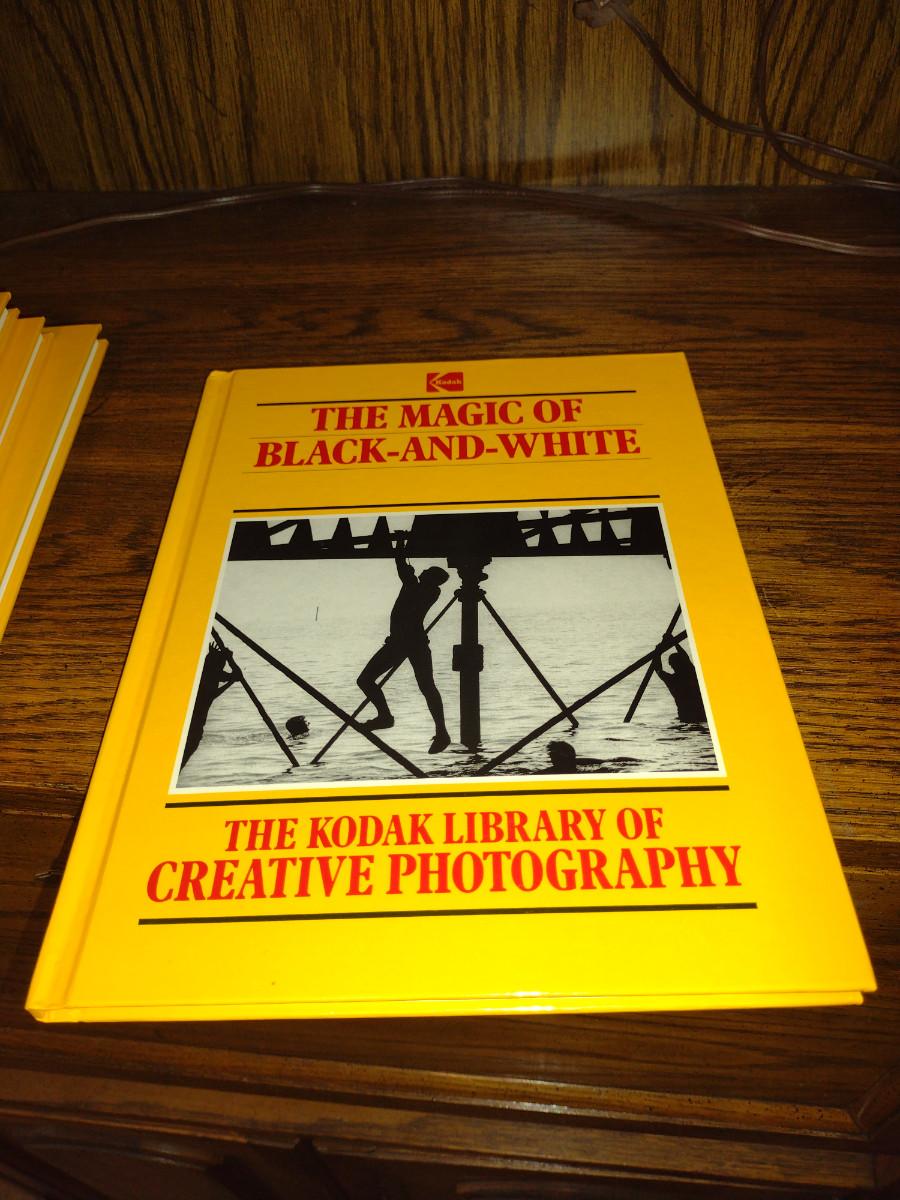 Kodak
THE MAGIC OF
BLACK-AND-WHITE
THE KODAK LIBRARY OF
CREATIVE PHOTOGRAPHY